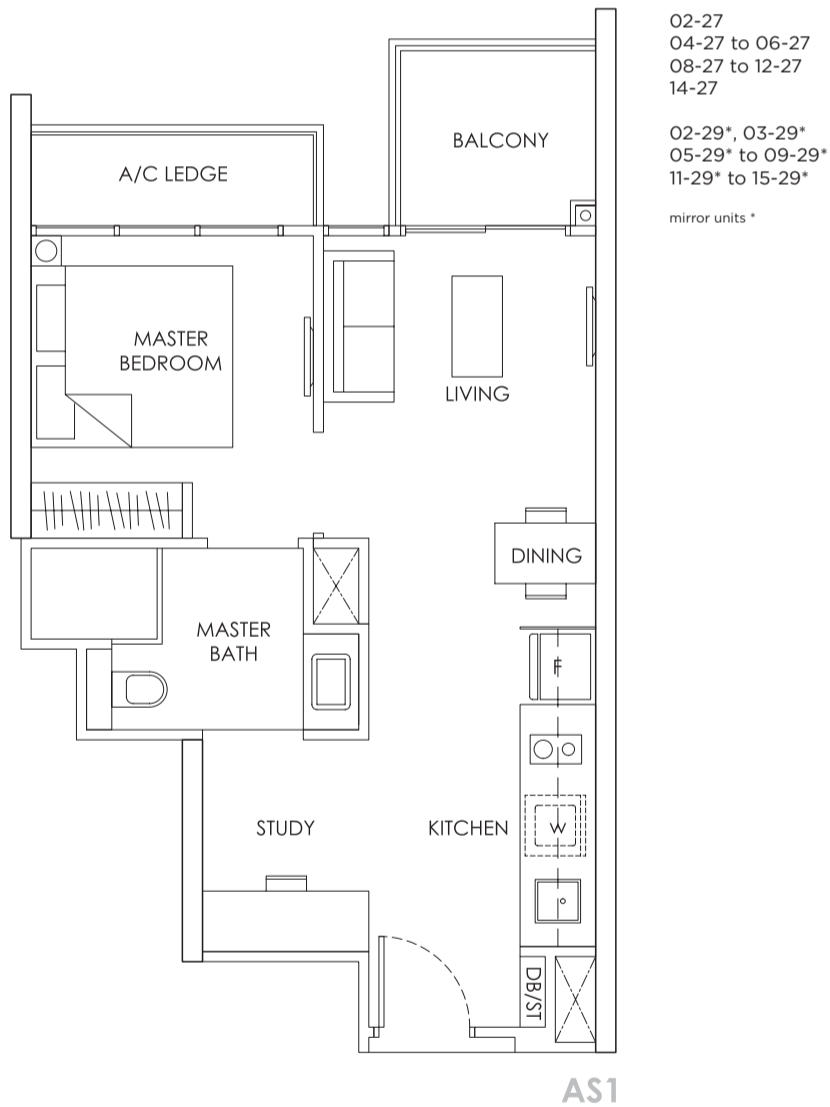 02-27
04-27 to 06-27
08-27 to 12-27
14-27
02-29*, 03-29*
05-29* to 09-29*
11-29* to 15-29*
mirror units *
BALCONY
A/C LEDGE
MASTER
BEDROOM
LIVING
DINING
MASTER
BATH
F
STUDY
KITCHEN
W
DB/ST
AS1